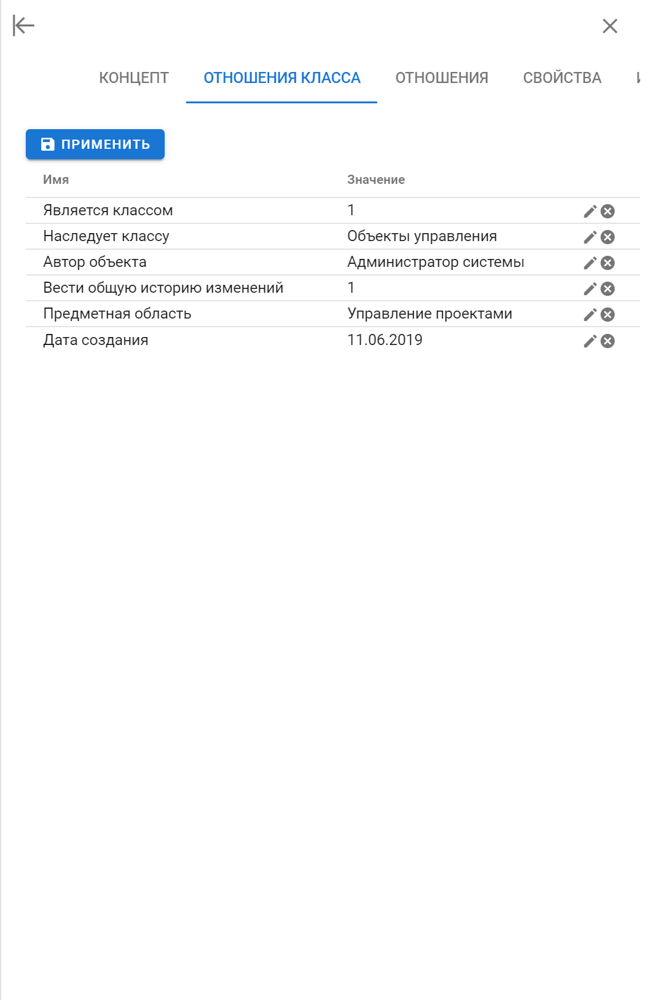 КОНЦЕПТ ОТНОШЕНИЯ КЛАССА ОТНОШЕНИЯ СВОЙСТВА
ПРИМЕНИТЬ
Имя Значение
Является классом 1
Наследует классу Объекты управления
Автор объекта Администратор системы
Вести общую историю изменений 1
Предметная область Управление проектами
Дата создания 11.06.2019